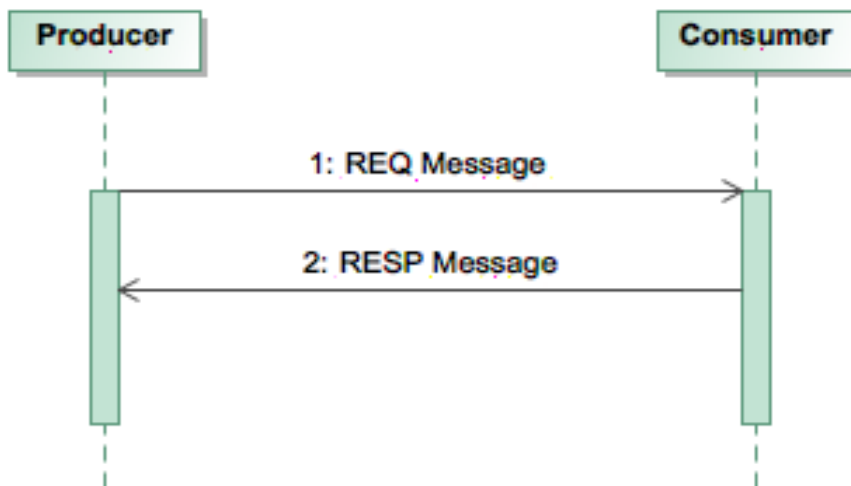 Producer
Consumer
1: REQ Message
2: RESP Message